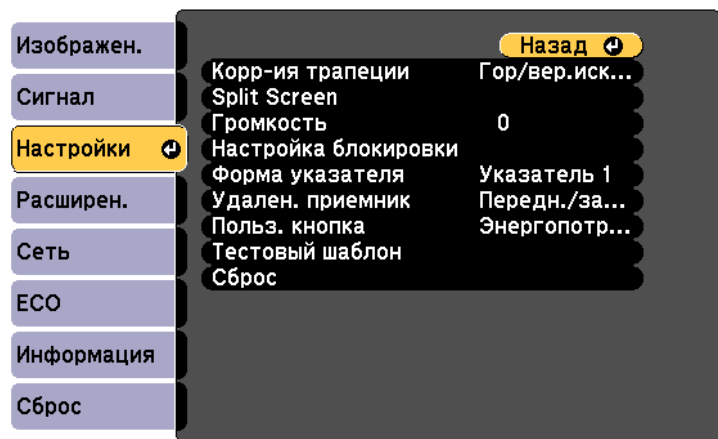 Изображен.
Сигнал
Настройки
Расширен.
Сеть
ECO
Информация
Сброс
Назад
Корр-ия трапеции Гор/вер.иск...
Split Screen
Громкость 0
Настройка блокировки
Форма указателя Указатель 1
Удален. приемник Передн./за...
Польз. кнопка Энергопотр...
Тестовый шаблон
Сброс